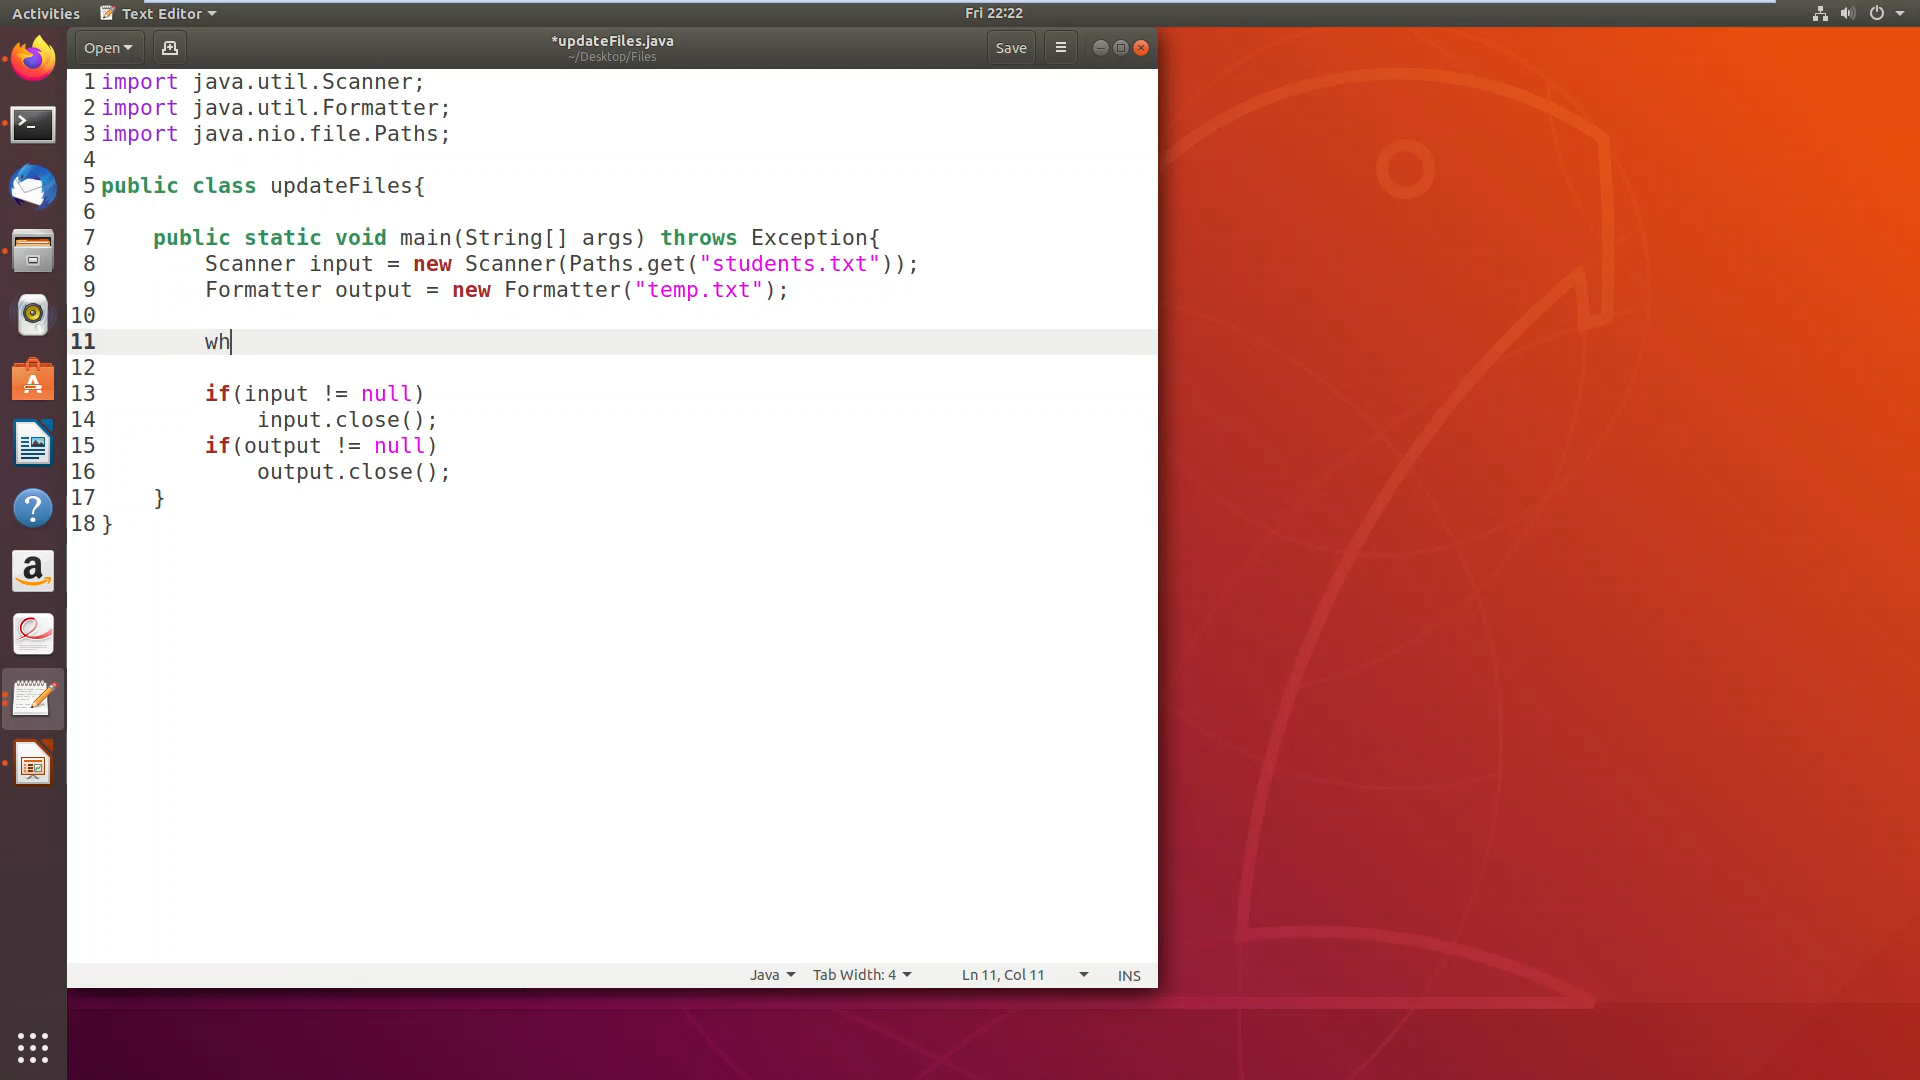 Activities
Text Editor
Fri 22:22
Open
*updateFiles.java
~/Desktop/Files
Save
1 import java.util.Scanner;
2 import java.util.Formatter;
3 import java.nio.file.Paths;
4
5 public class updateFiles{
6
7 public static void main(String[] args) throws Exception{
8 Scanner input = new Scanner(Paths.get("students.txt"));
9 Formatter output = new Formatter("temp.txt");
10
11 wh
12
13 if(input != null)
14 input.close();
15 if(output != null)
16 output.close();
17 }
18 }
Java
Tab Width: 4
Ln 11, Col 11
INS